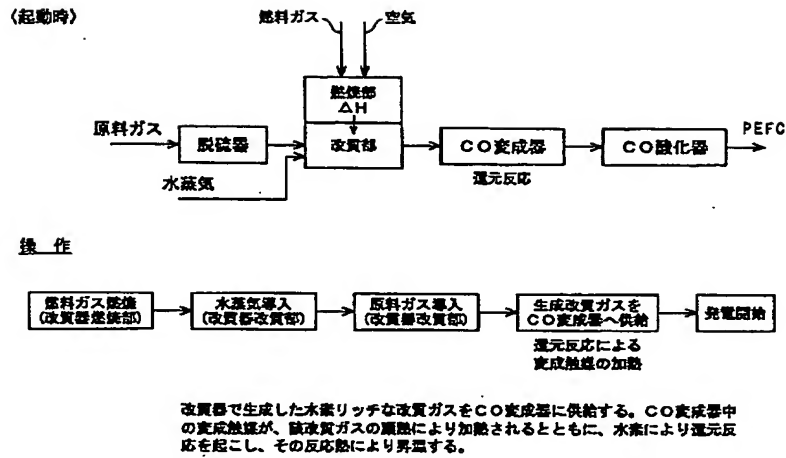 〈起動時〉
燃料ガス
空気
燃焼部
△H
原料ガス
脱硫器
改質部
CO変成器
CO酸化器
PEFC
水蒸気
還元反応
操 作
燃料ガス燃焼
(改質器燃焼部)
水蒸気導入
(改質器改質部)
原料ガス導入
(改質器改質部)
生成改質ガスを
CO変成器へ供給
発電開始
還元反応による
変成触媒の加熱
改質器で生成した水素リッチな改質ガスをCO変成器に供給する。CO変成器中
の変成触媒が、該改質ガスの顕熱により加熱されるとともに、水素により還元反
応を起こし、その反応熱により昇温する。